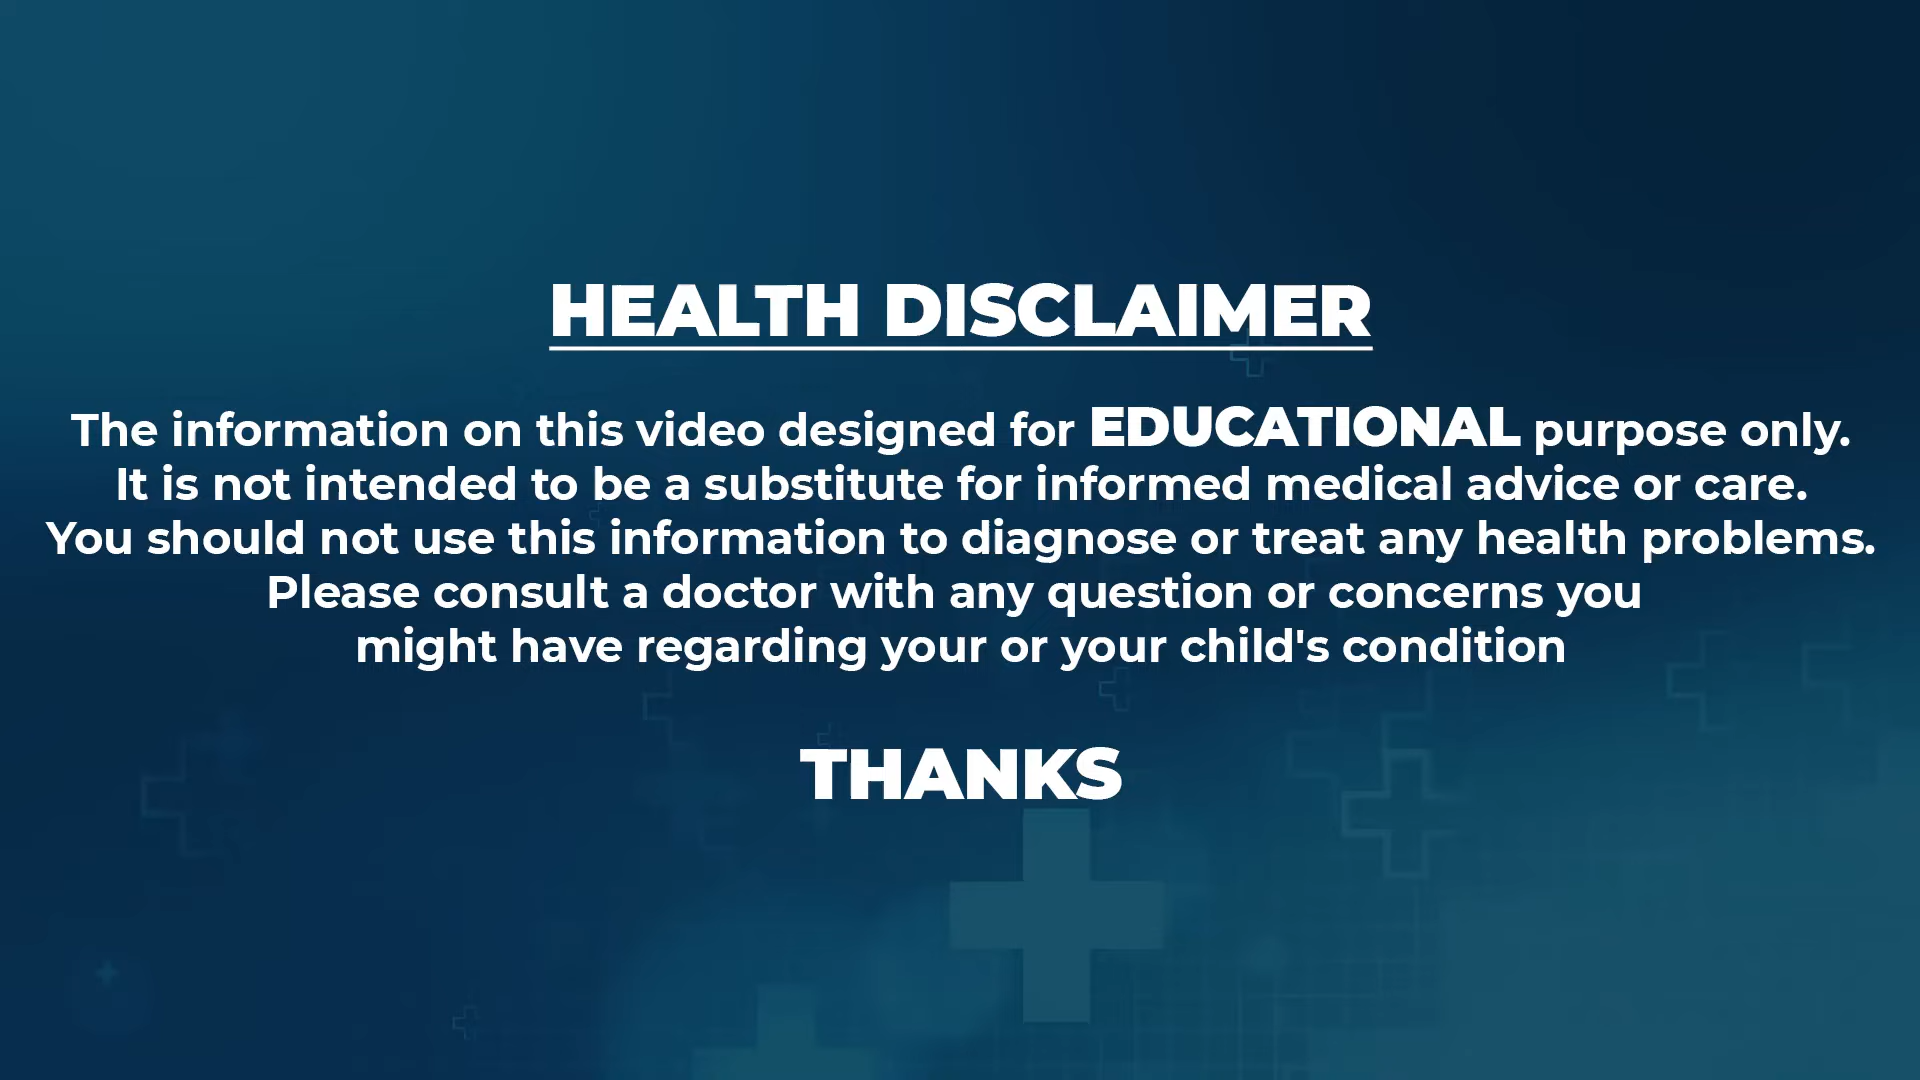 HEALTH DISCLAIMER
The information on this video designed for EDUCATIONAL purpose only.
It is not intended to be a substitute for informed medical advice or care.
You should not use this information to diagnose or treat any health problems.
Please consult a doctor with any question or concerns you
might have regarding your or your child's condition
THANKS